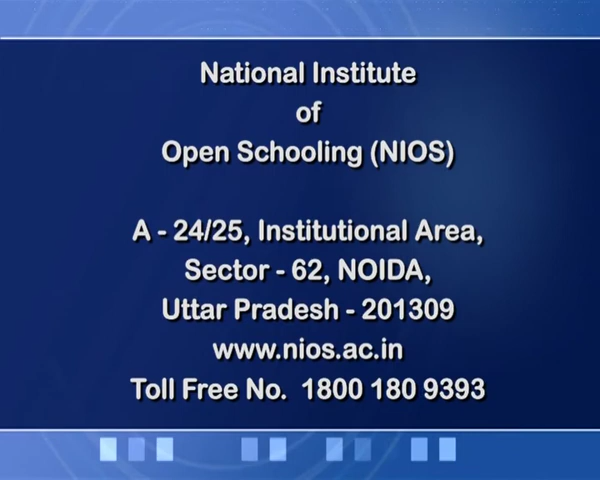 National Institute
of
Open Schooling (NIOS)
A - 24/25, Institutional Area,
Sector - 62, NOIDA,
Uttar Pradesh - 201309
www.nios.ac.in
Toll Free No.  1800 180 9393